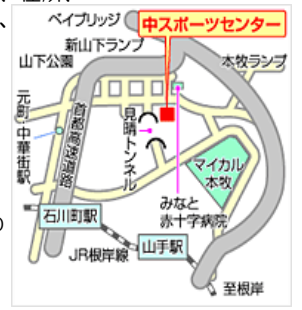 ベイブリッジ
中スポーツセンター
新山下ランプ
山下公園
本牧ランプ
元町・中華街駅
首都高速道路
見晴トンネル
マイカル
本牧
みなと
赤十字病院
石川町駅
山手駅
JR根岸線
至根岸